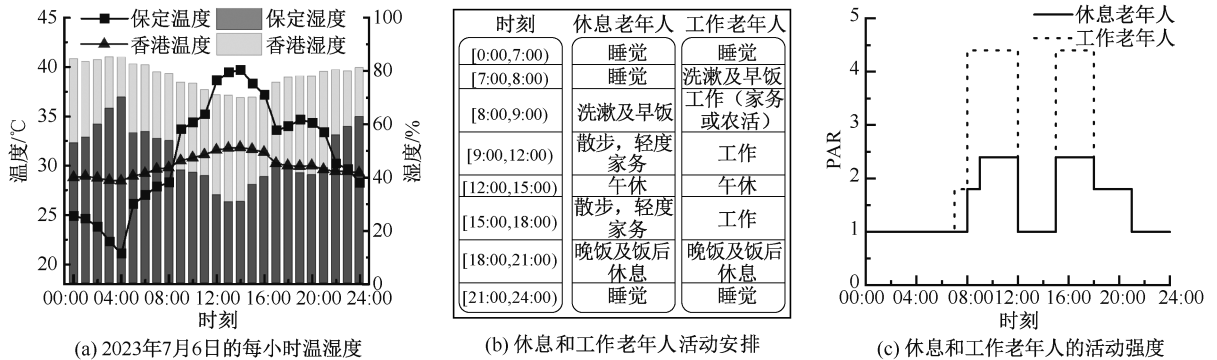 45
40
35
30
25
20
温度/℃
保定温度
保定湿度
香港温度
香港湿度
100
80
60
40
20
0
湿度/%
00:00 04:00 08:00 12:00 16:00 20:00 24:00
时刻
(a) 2023年7月6日的每小时温湿度
时刻 休息老年人 工作老年人
[0:00,7:00) 睡觉 睡觉
[7:00,8:00) 睡觉 洗漱及早饭
[8:00,9:00) 洗漱及早饭 工作（家务
或农活）
[9:00,12:00) 散步，轻度 工作
家务
[12:00,15:00) 午休 午休
[15:00,18:00) 散步，轻度 工作
家务
[18:00,21:00) 晚饭及饭后 晚饭及饭后
休息 休息
[21:00,24:00) 睡觉 睡觉
(b) 休息和工作老年人活动安排
休息老年人
工作老年人
5
4
3
2
1
0
PAR
00:00 04:00 08:00 12:00 16:00 20:00 24:00
时刻
(c) 休息和工作老年人的活动强度